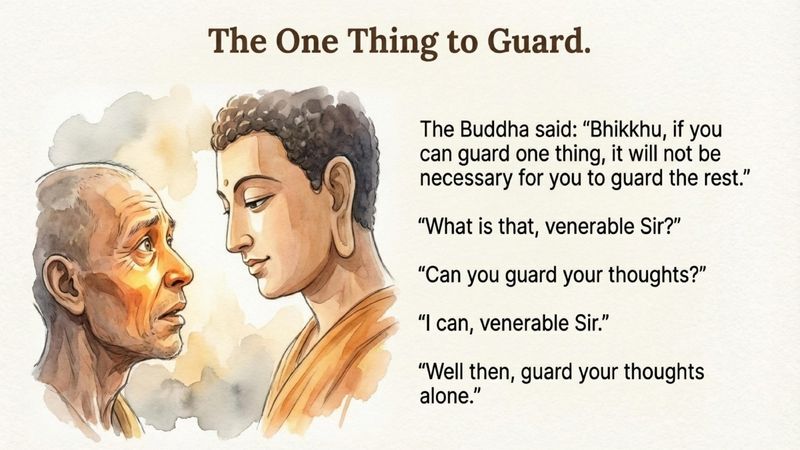 The One Thing to Guard.
The Buddha said: “Bhikkhu, if you
can guard one thing, it will not be
necessary for you to guard the rest.”
“What is that, venerable Sir?”
“Can you guard your thoughts?”
“I can, venerable Sir.”
“Well then, guard your thoughts
alone.”